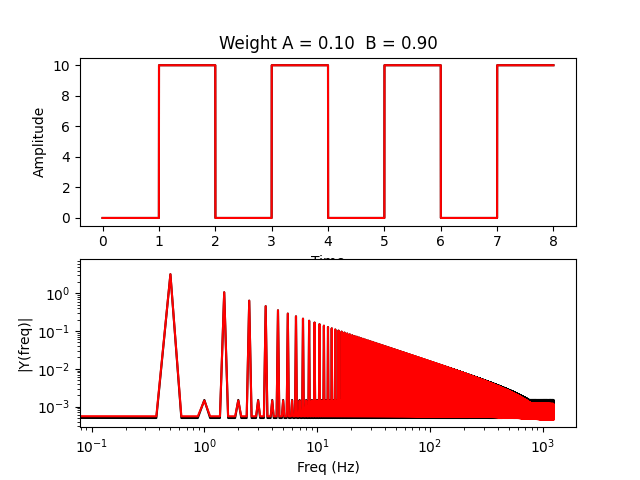 Weight A = 0.10  B = 0.90
Amplitude
10
8
6
4
2
0
0 1 2 3 4 5 6 7 8
|Y(freq)|
10⁰
10⁻¹
10⁻²
10⁻³
10⁻¹ 10⁰ 10¹ 10² 10³
Freq (Hz)